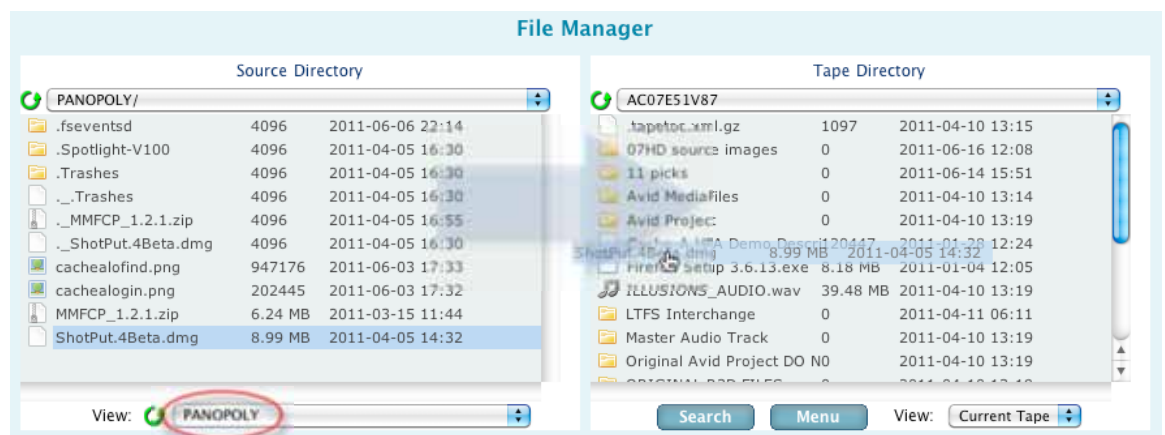 File Manager
Source Directory
PANOPOLY/
.fseventsd 4096 2011-06-06 22:14
.Spotlight-V100 4096 2011-04-05 16:30
.Trashes 4096 2011-04-05 16:30
._.Trashes 4096 2011-04-05 16:30
._MMFCP_1.2.1.zip 4096 2011-04-05 16:55
._ShotPut.4Beta.dmg 4096 2011-04-05 16:30
cachealofind.png 947176 2011-06-03 17:33
cachealogin.png 202445 2011-06-03 17:32
MMFCP_1.2.1.zip 6.24 MB 2011-03-15 11:44
ShotPut.4Beta.dmg 8.99 MB 2011-04-05 14:32
View: PANOPOLY
Tape Directory
AC07E51V87
.tapetoc.xml.gz 1097 2011-04-10 13:15
07HD source images 0 2011-06-16 12:08
11 picks 0 2011-06-14 15:51
Avid Mediafiles 0 2011-04-10 13:14
Avid Project 0 2011-04-10 13:19
Demo 120447 2011-01-28 12:24
ShotPut.4Beta.dmg 8.99 MB 2011-04-05 14:32
Setup 3.6.13.exe 8.18 MB 2011-01-04 12:05
ILLUSIONS_AUDIO.wav 39.48 MB 2011-04-10 13:19
LTFS Interchange 0 2011-04-11 06:11
Master Audio Track 0 2011-04-10 13:19
Original Avid Project DO N0 2011-04-10 13:19
Search Menu View: Current Tape